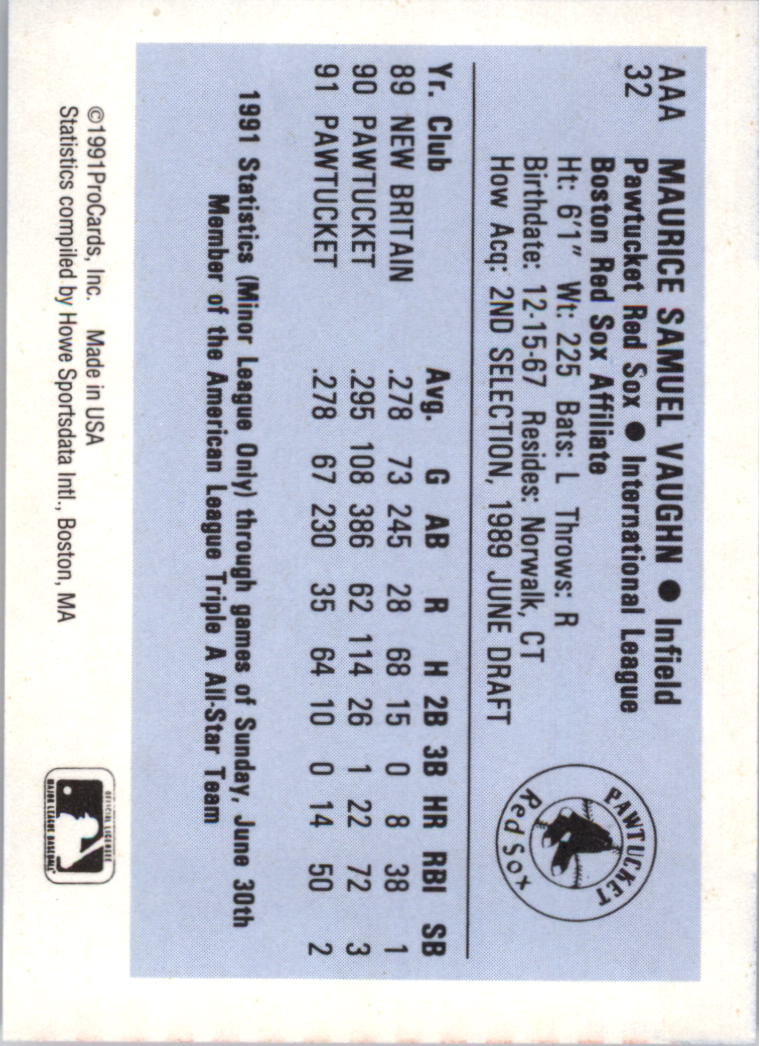 AAA MAURICE SAMUEL VAUGHN ● Infield
32 Pawtucket Red Sox ● International League
Boston Red Sox Affiliate
Ht: 6'1" Wt: 225 Bats: L Throws: R
Birthdate: 12-15-67 Resides: Norwalk, CT
How Acq: 2ND SELECTION, 1989 JUNE DRAFT
PAWTUCKET
Red Sox
Yr. Club Avg. G AB R H 2B 3B HR RBI SB
89 NEW BRITAIN .278 73 245 28 68 15 0 8 38 1
90 PAWTUCKET .295 108 386 62 114 26 1 22 72 3
91 PAWTUCKET .278 67 230 35 64 10 0 14 50 2
1991 Statistics (Minor League Only) through games of Sunday, June 30th
Member of the American League Triple A All-Star Team
©1991ProCards, Inc. Made in USA
Statistics compiled by Howe Sportsdata Intl., Boston, MA
OFFICIAL LICENSEE
MAJOR LEAGUE BASEBALL